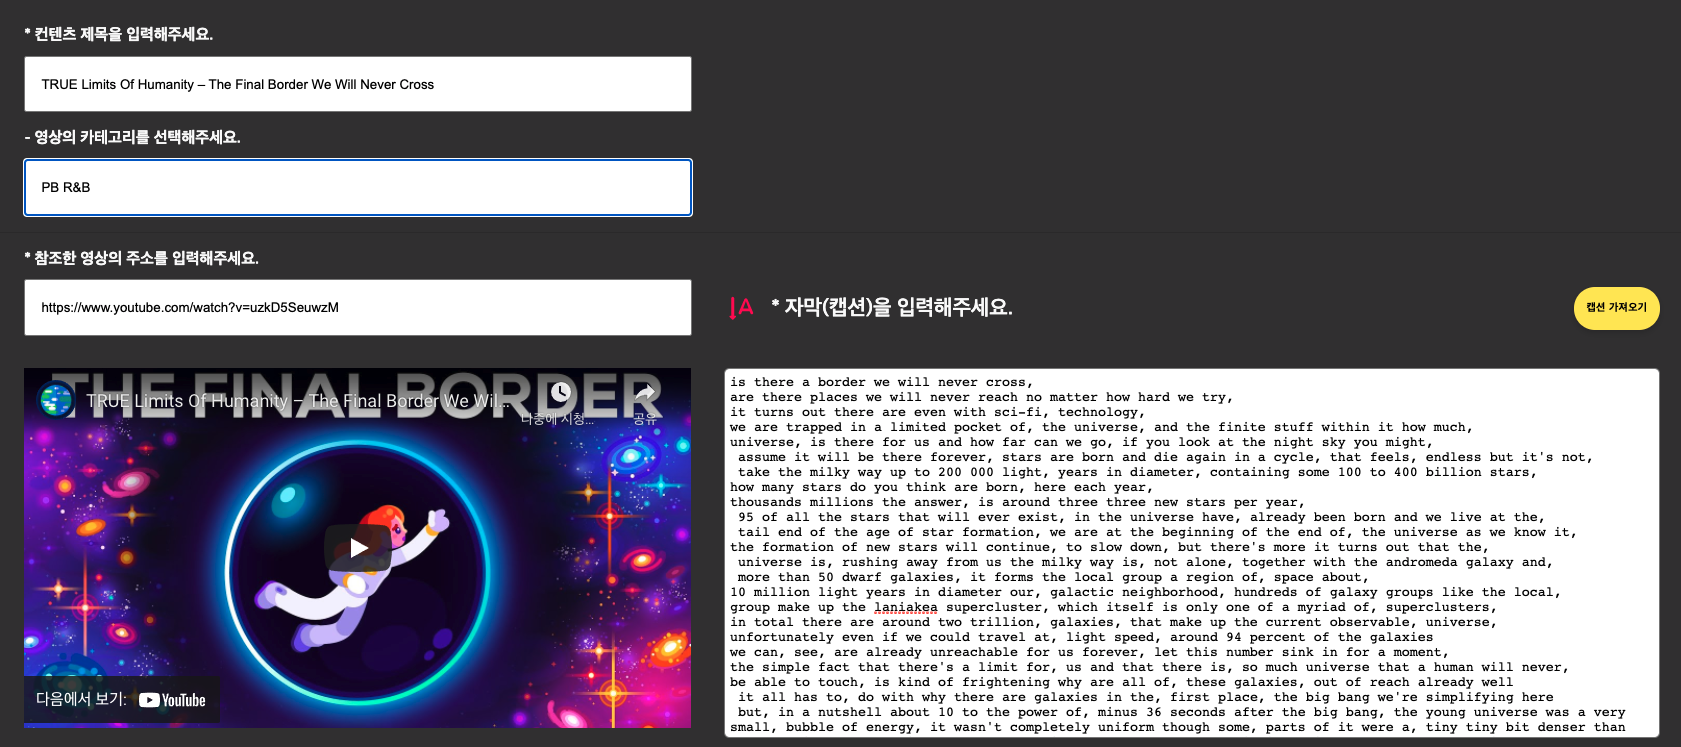 * 컨텐츠 제목을 입력해주세요.
TRUE Limits Of Humanity – The Final Border We Will Never Cross
- 영상의 카테고리를 선택해주세요.
PB R&B
* 참조한 영상의 주소를 입력해주세요.
https://www.youtube.com/watch?v=uzkD5SeuwzM
A * 자막(캡션)을 입력해주세요.
캡션 가져오기
THE FINAL BORDER
TRUE Limits Of Humanity – The Final Border We Wil...
나중에 시청...
공유
다음에서 보기: YouTube
is there a border we will never cross,
are there places we will never reach no matter how hard we try,
it turns out there are even with sci-fi, technology,
we are trapped in a limited pocket of, the universe, and the finite stuff within it how much,
universe, is there for us and how far can we go, if you look at the night sky you might,
assume it will be there forever, stars are born and die again in a cycle, that feels, endless but it's not,
take the milky way up to 200 000 light, years in diameter, containing some 100 to 400 billion stars,
how many stars do you think are born, here each year,
thousands millions the answer, is around three three new stars per year,
95 of all the stars that will ever exist, in the universe have, already been born and we live at the,
tail end of the age of star formation, we are at the beginning of the end of, the universe as we know it,
the formation of new stars will continue, to slow down, but there's more it turns out that the,
universe is, rushing away from us the milky way is, not alone, together with the andromeda galaxy and,
more than 50 dwarf galaxies, it forms the local group a region of, space about,
10 million light years in diameter our, galactic neighborhood, hundreds of galaxy groups like the local,
group make up the laniakea supercluster, which itself is only one of a myriad of, superclusters,
in total there are around two trillion, galaxies, that make up the current observable, universe,
unfortunately even if we could travel at, light speed, around 94 percent of the galaxies
we can, see, are already unreachable for us forever, let this number sink in for a moment,
the simple fact that there's a limit for, us and that there is, so much universe that a human will never,
be able to touch, is kind of frightening why are all of, these galaxies, out of reach already well
it all has to, do with why there are galaxies in the, first place, the big bang we're simplifying here
but, in a nutshell about 10 to the power of, minus 36 seconds after the big bang, the young universe was a very
small, bubble of energy, it wasn't completely uniform though some, parts of it were a, tiny tiny bit denser than